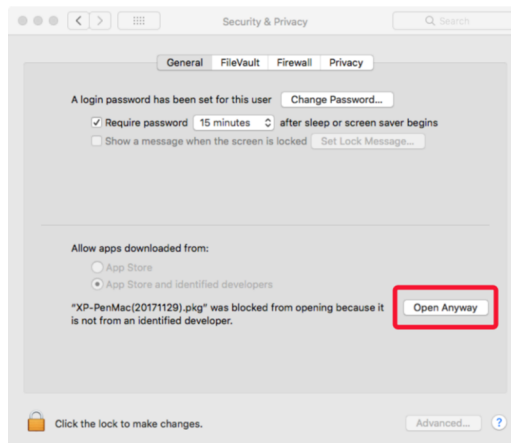 Security & Privacy
Search
General FileVault Firewall Privacy
A login password has been set for this user Change Password...
Require password 15 minutes after sleep or screen saver begins
Show a message when the screen is locked Set Lock Message...
Allow apps downloaded from:
App Store
App Store and identified developers
"XP-PenMac(20171129).pkg" was blocked from opening because it
is not from an identified developer.
Open Anyway
Click the lock to make changes.
Advanced...
?